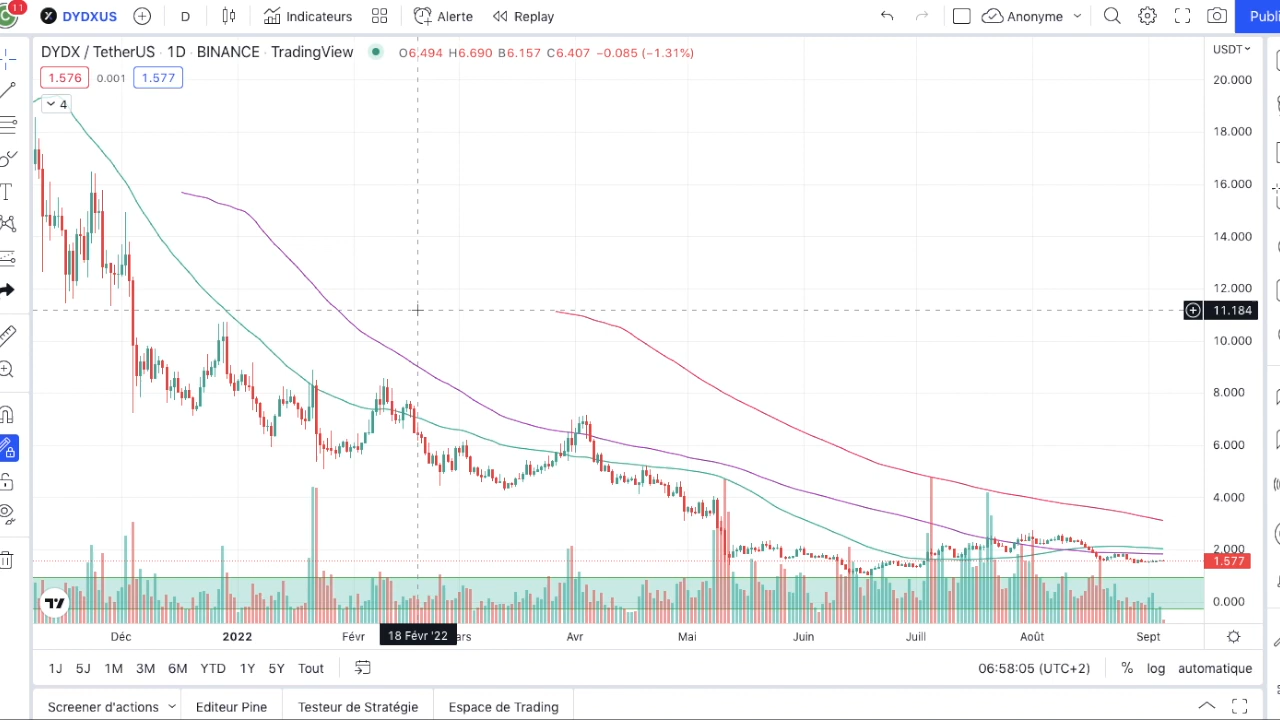 11
DYDXUS D Indicateurs Alerte Replay Anonyme Publi
DYDX / TetherUS · 1D · BINANCE · TradingView O6.494 H6.690 B6.157 C6.407 −0.085 (−1.31%) USDT
1.576 0.001 1.577
4
20.000
18.000
16.000
14.000
12.000
11.184
10.000
8.000
6.000
4.000
2.000
1.577
0.000
Déc 2022 Févr 18 Févr '22 ars Avr Mai Juin Juill Août Sept
1J 5J 1M 3M 6M YTD 1Y 5Y Tout 06:58:05 (UTC+2) % log automatique
Screener d'actions Editeur Pine Testeur de Stratégie Espace de Trading